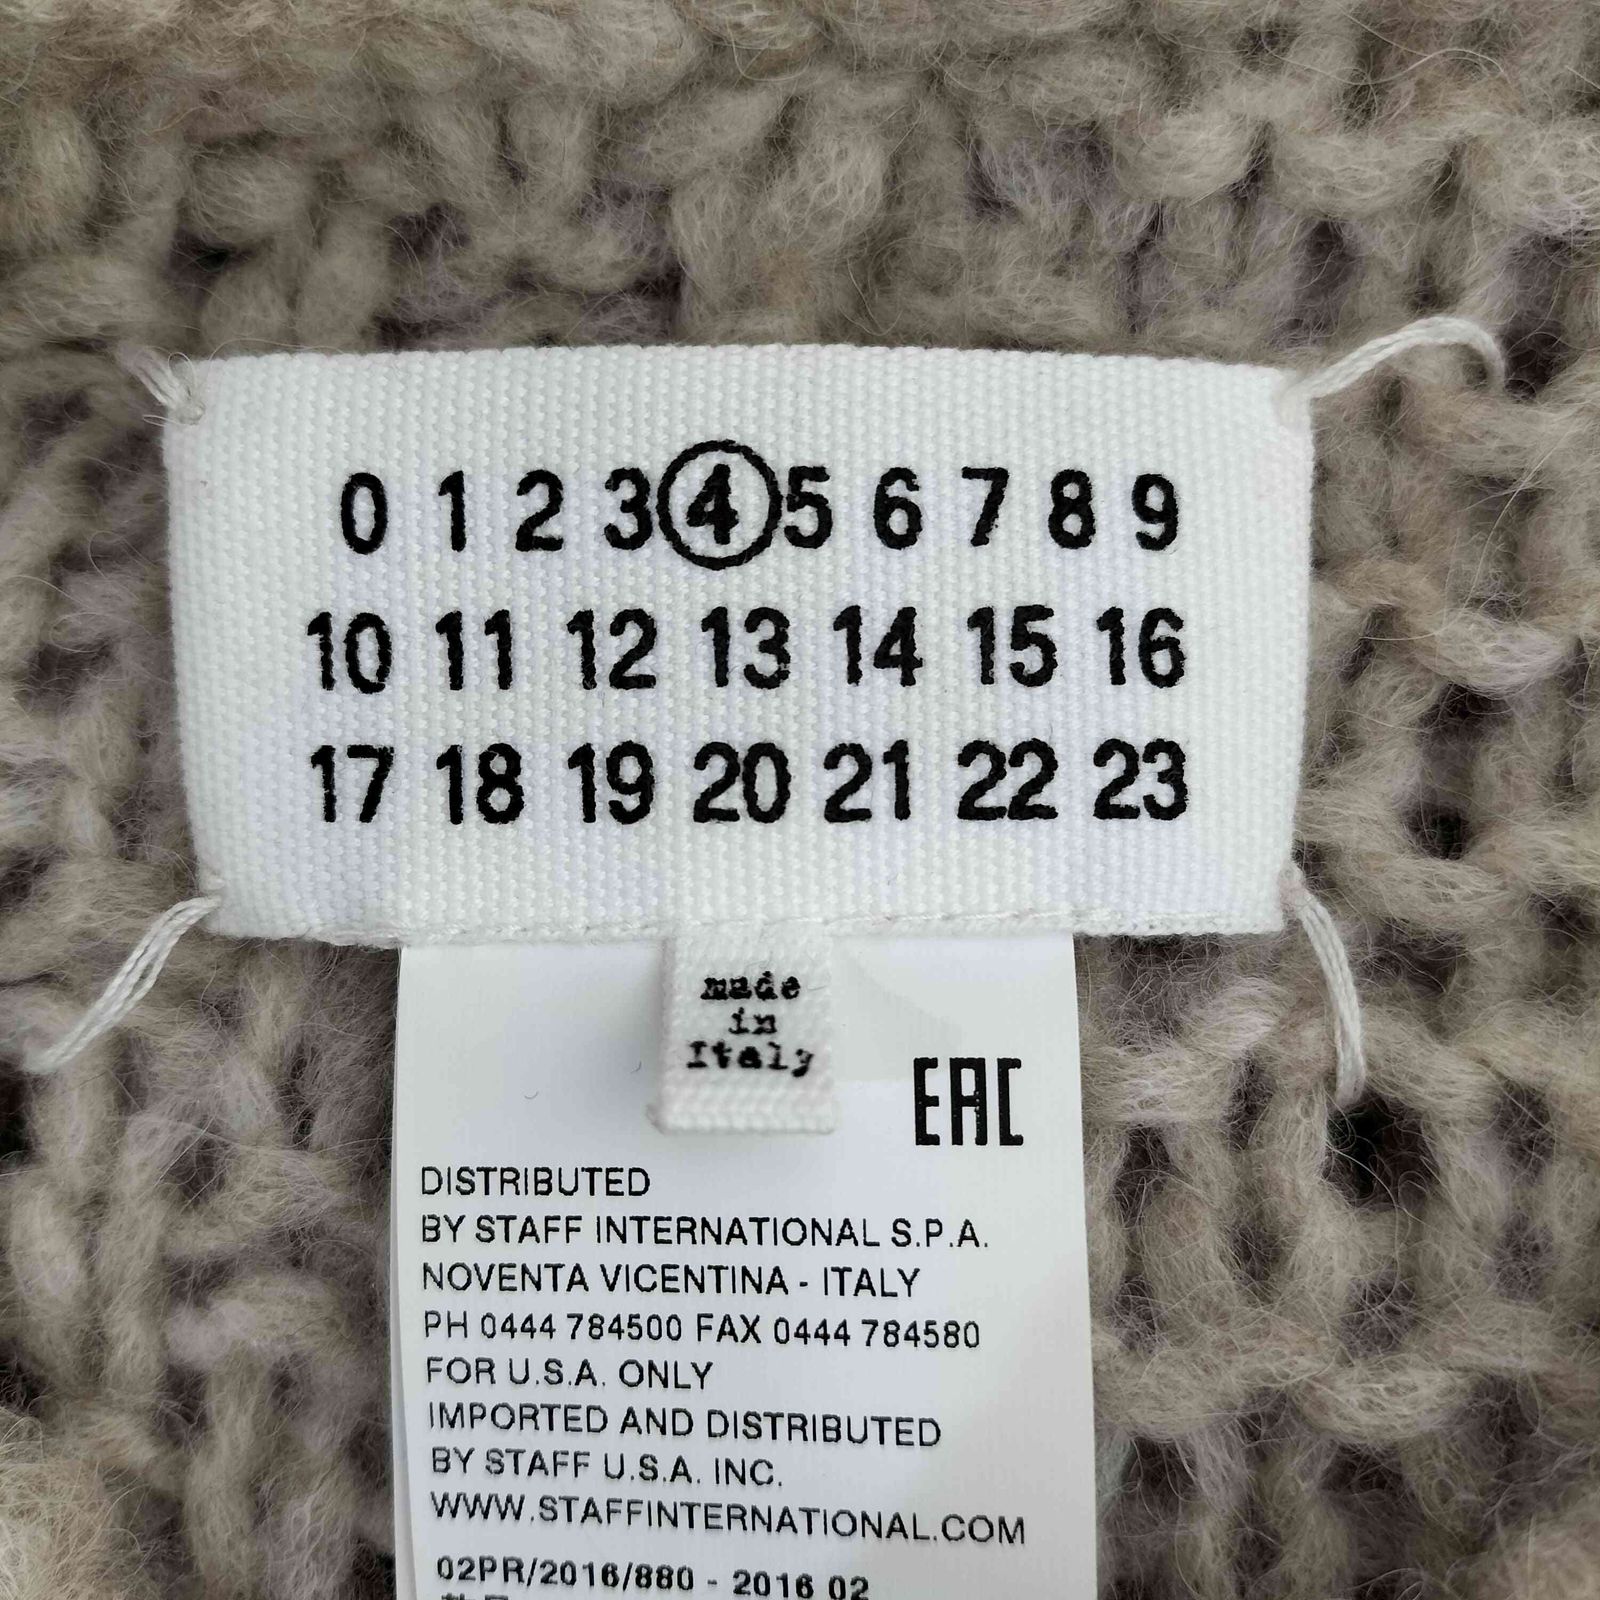 0 1 2 3 4 5 6 7 8 9
10 11 12 13 14 15 16
17 18 19 20 21 22 23
made
in
Italy
EAC
DISTRIBUTED
BY STAFF INTERNATIONAL S.P.A.
NOVENTA VICENTINA - ITALY
PH 0444 784500 FAX 0444 784580
FOR U.S.A. ONLY
IMPORTED AND DISTRIBUTED
BY STAFF U.S.A. INC.
WWW.STAFFINTERNATIONAL.COM
02PR/2016/880 - 2016 02